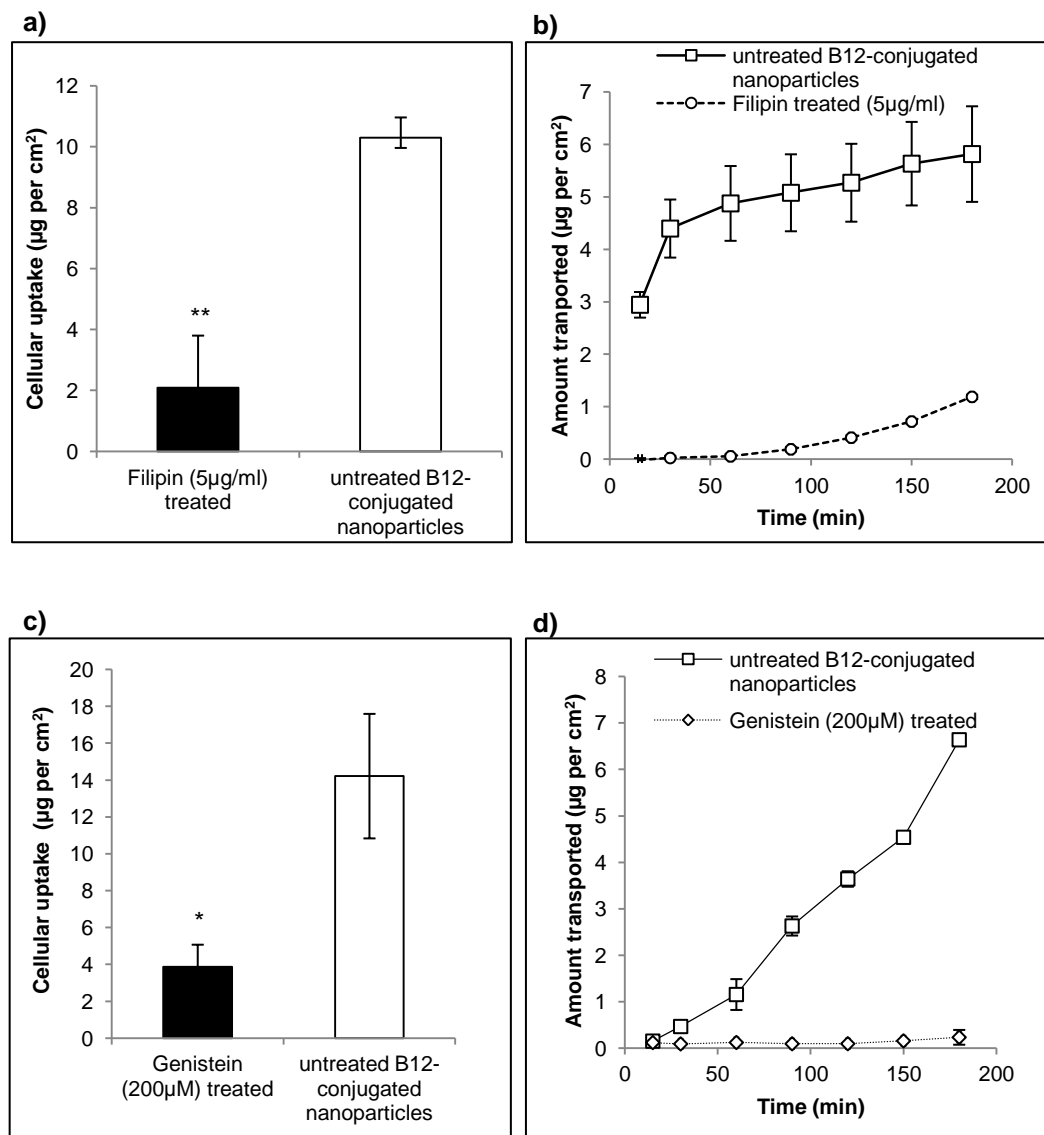 a)
12
10
8
6
4
2
0
Cellular uptake (µg per cm²)
**
Filipin (5µg/ml)
treated
untreated B12-
conjugated
nanoparticles
b)
untreated B12-conjugated
nanoparticles
Filipin treated (5µg/ml)
7
6
5
4
3
2
1
0
Amount tranported (µg per cm²)
0 50 100 150 200
Time (min)
c)
20
18
16
14
12
10
8
6
4
2
0
Cellular uptake (µg per cm²)
*
Genistein
(200µM) treated
untreated B12-
conjugated
nanoparticles
d)
untreated B12-conjugated
nanoparticles
Genistein (200µM) treated
8
7
6
5
4
3
2
1
0
Amount transported (µg per cm²)
0 50 100 150 200
Time (min)